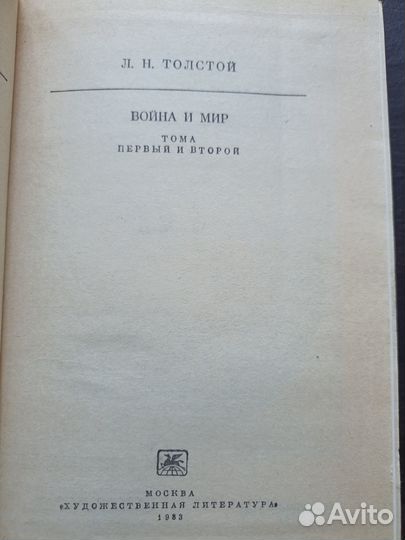 Л. Н. ТОЛСТОЙ
ВОЙНА И МИР
ТОМА
ПЕРВЫЙ И ВТОРОЙ
МОСКВА
«ХУДОЖЕСТВЕННАЯ ЛИТЕРАТУРА»
1983
Avito